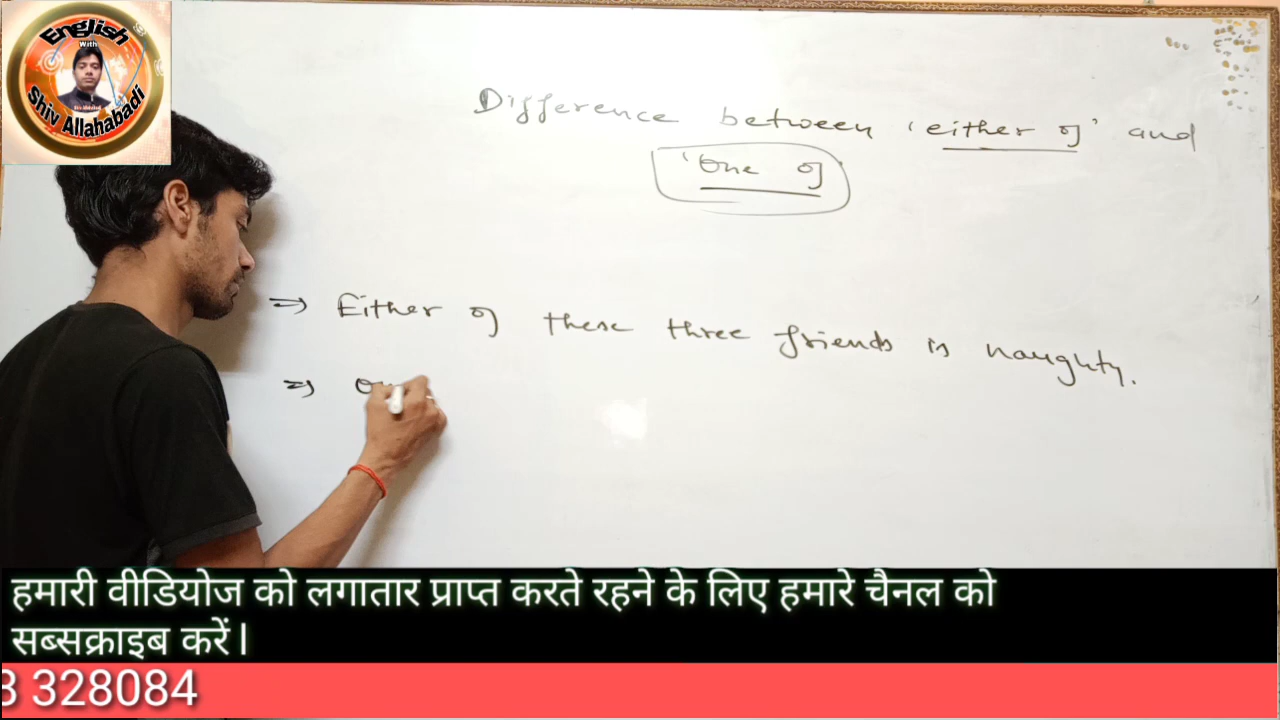 English
With
Shiv Allahabadi
Difference between 'either of' and
'One of'
⇒ Either of these three friends is naughty.
⇒ On
हमारी वीडियोज को लगातार प्राप्त करते रहने के लिए हमारे चैनल को
सब्सक्राइब करें।
328084